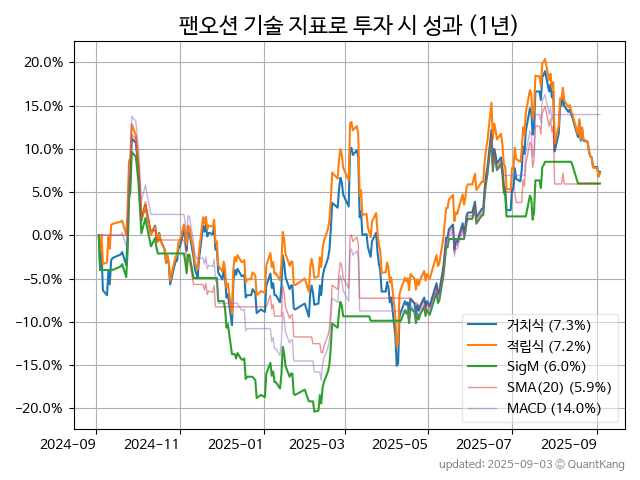 팬오션 기술 지표로 투자 시 성과 (1년)
20.0%
15.0%
10.0%
5.0%
0.0%
−5.0%
−10.0%
−15.0%
−20.0%
거치식 (7.3%)
적립식 (7.2%)
SigM (6.0%)
SMA(20) (5.9%)
MACD (14.0%)
2024-09 2024-11 2025-01 2025-03 2025-05 2025-07 2025-09
updated: 2025-09-03 © QuantKang